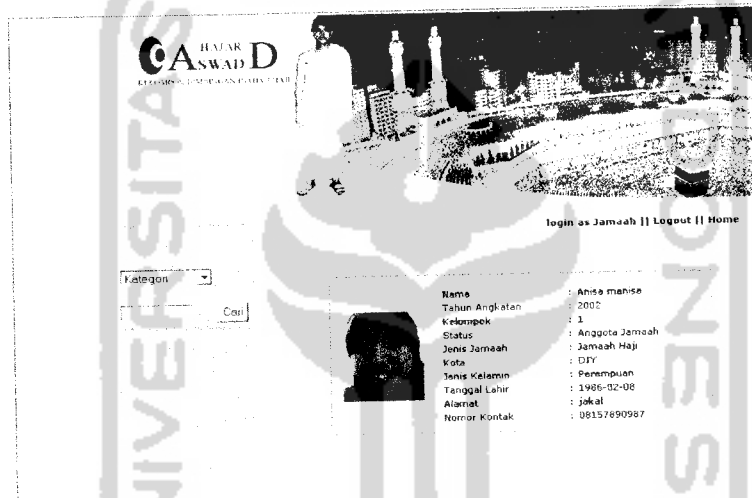 HAJAR
ASWAD
login as Jamaah || Logout || Home
Kategori
Cari
Nama : Anisa manisa
Tahun Angkatan : 2002
Kelompok : 1
Status : Anggota Jamaah
Jenis Jamaah : Jamaah Haji
Kota : DIY
Jenis Kelamin : Perempuan
Tanggal Lahir : 1986-02-08
Alamat : jakal
Nomor Kontak : 08157890987